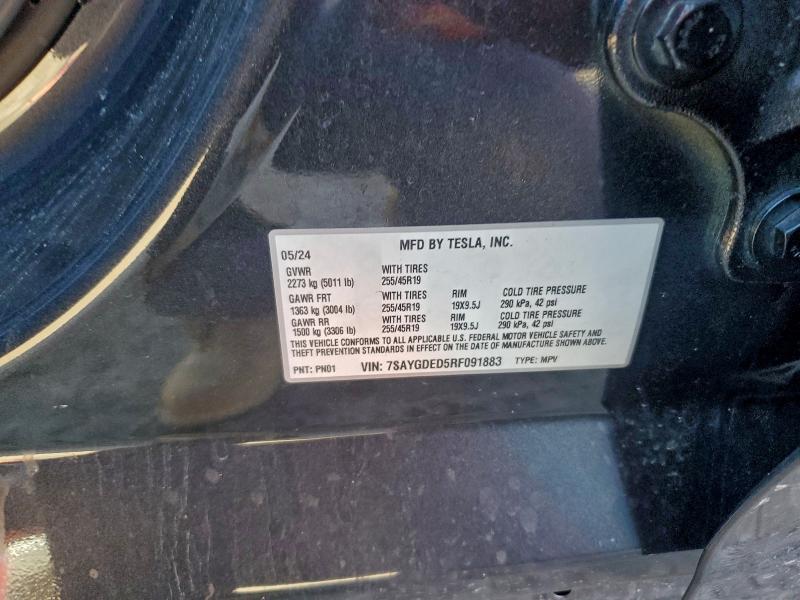 05/24 MFD BY TESLA, INC.
GVWR WITH TIRES
2273 kg (5011 lb) 255/45R19
GAWR FRT WITH TIRES RIM COLD TIRE PRESSURE
1363 kg (3004 lb) 255/45R19 19X9.5J 290 kPa, 42 psi
GAWR RR WITH TIRES RIM COLD TIRE PRESSURE
1500 kg (3306 lb) 255/45R19 19X9.5J 290 kPa, 42 psi
THIS VEHICLE CONFORMS TO ALL APPLICABLE U.S. FEDERAL MOTOR VEHICLE SAFETY AND
THEFT PREVENTION STANDARDS IN EFFECT ON THE DATE OF MANUFACTURE SHOWN ABOVE.
PNT: PN01 VIN: 7SAYGDED5RF091883 TYPE: MPV